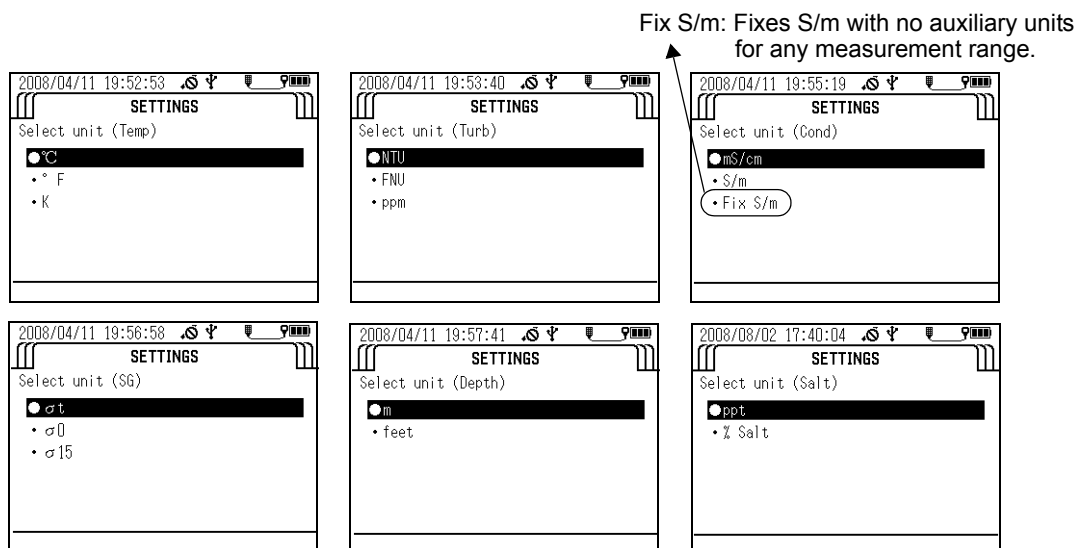 Fix S/m: Fixes S/m with no auxiliary units
for any measurement range.
2008/04/11 19:52:53
SETTINGS
Select unit (Temp)
●℃
• ° F
• K
2008/04/11 19:53:40
SETTINGS
Select unit (Turb)
●NTU
• FNU
• ppm
2008/04/11 19:55:19
SETTINGS
Select unit (Cond)
●mS/cm
• S/m
• Fix S/m
2008/04/11 19:56:58
SETTINGS
Select unit (SG)
● σt
• σ0
• σ15
2008/04/11 19:57:41
SETTINGS
Select unit (Depth)
●m
• feet
2008/08/02 17:40:04
SETTINGS
Select unit (Salt)
●ppt
• % Salt